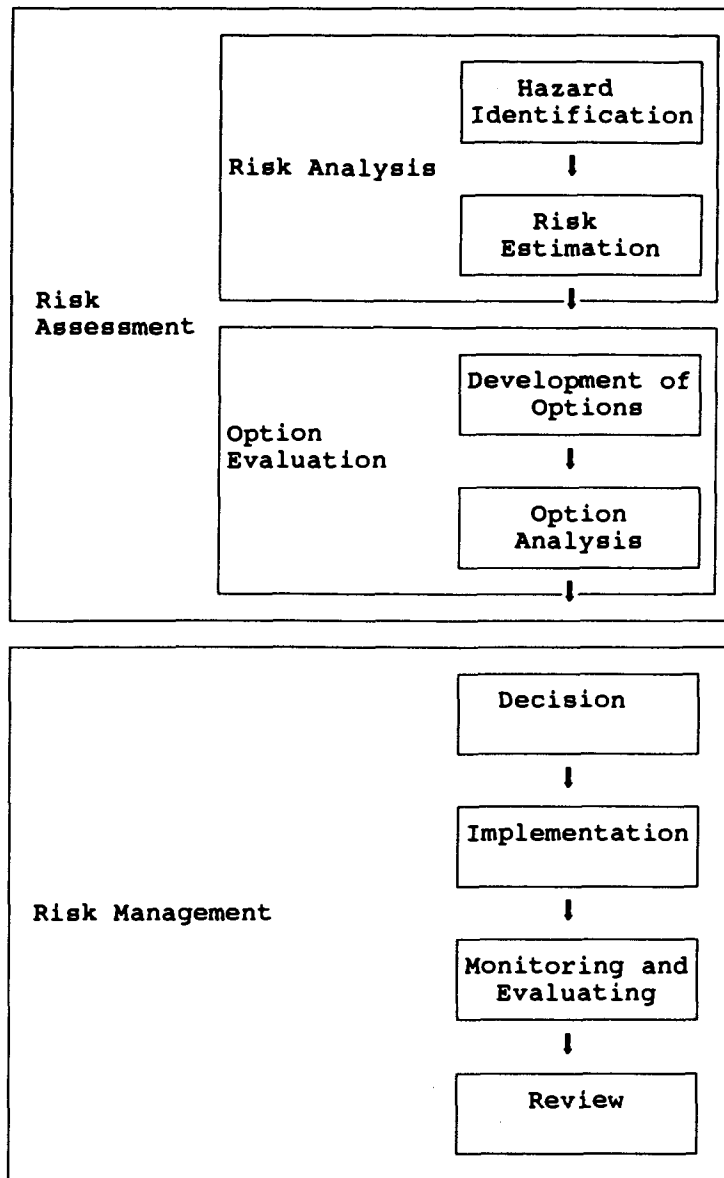 Hazard
Identification
Risk Analysis
Risk
Estimation
Risk
Assessment
Development of
Options
Option
Evaluation
Option
Analysis
Decision
Implementation
Risk Management
Monitoring and
Evaluating
Review